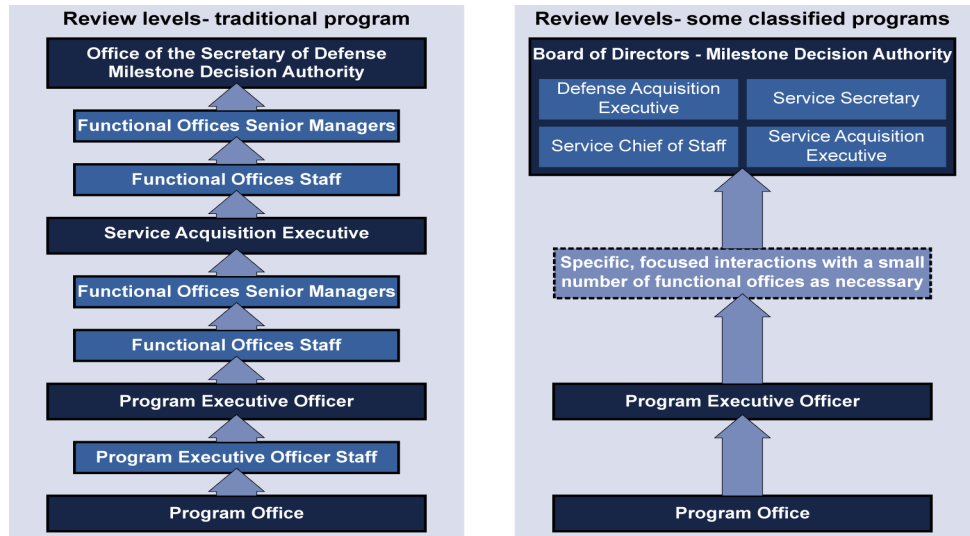 Review levels- traditional program
Office of the Secretary of Defense
Milestone Decision Authority
Functional Offices Senior Managers
Functional Offices Staff
Service Acquisition Executive
Functional Offices Senior Managers
Functional Offices Staff
Program Executive Officer
Program Executive Officer Staff
Program Office
Review levels- some classified programs
Board of Directors - Milestone Decision Authority
Defense Acquisition
Executive
Service Secretary
Service Chief of Staff
Service Acquisition
Executive
Specific, focused interactions with a small
number of functional offices as necessary
Program Executive Officer
Program Office